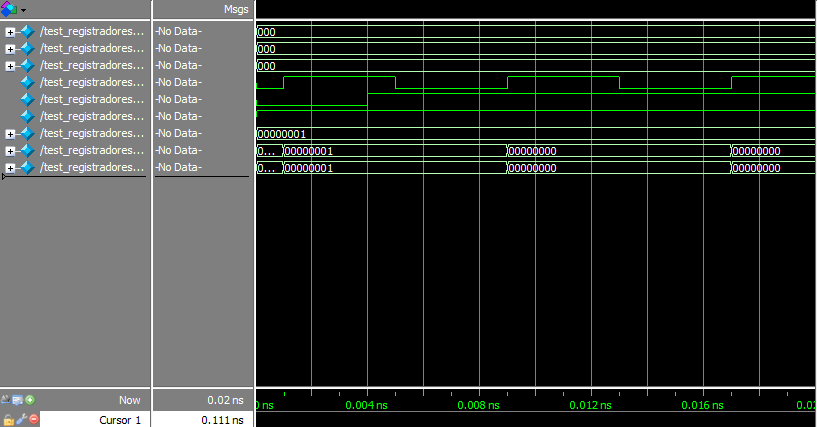 Msgs
/test_registradores... -No Data- 000
/test_registradores... -No Data- 000
/test_registradores... -No Data- 000
/test_registradores... -No Data-
/test_registradores... -No Data-
/test_registradores... -No Data-
/test_registradores... -No Data- 00000001
/test_registradores... -No Data- 0... 00000001 00000000 00000000
/test_registradores... -No Data- 0... 00000001 00000000 00000000
Now 0.02 ns ns 0.004 ns 0.008 ns 0.012 ns 0.016 ns 0.02
Cursor 1 0.111 ns